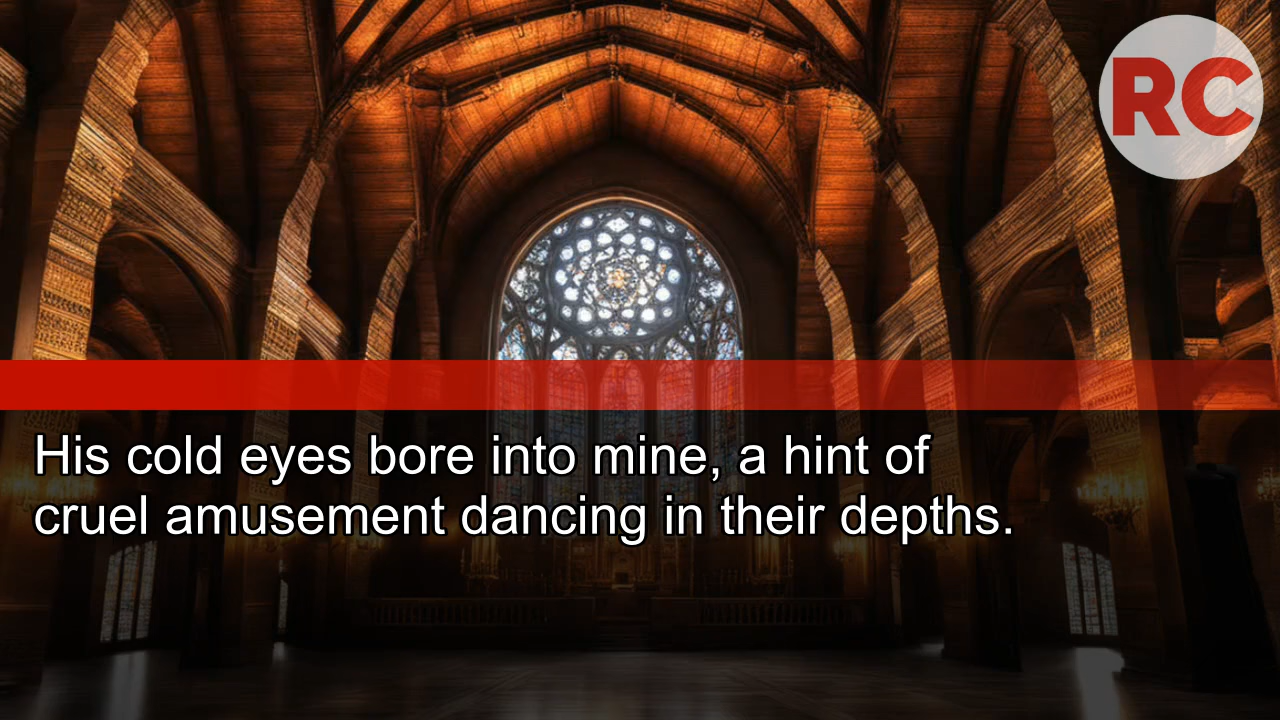 RC
His cold eyes bore into mine, a hint of
cruel amusement dancing in their depths.